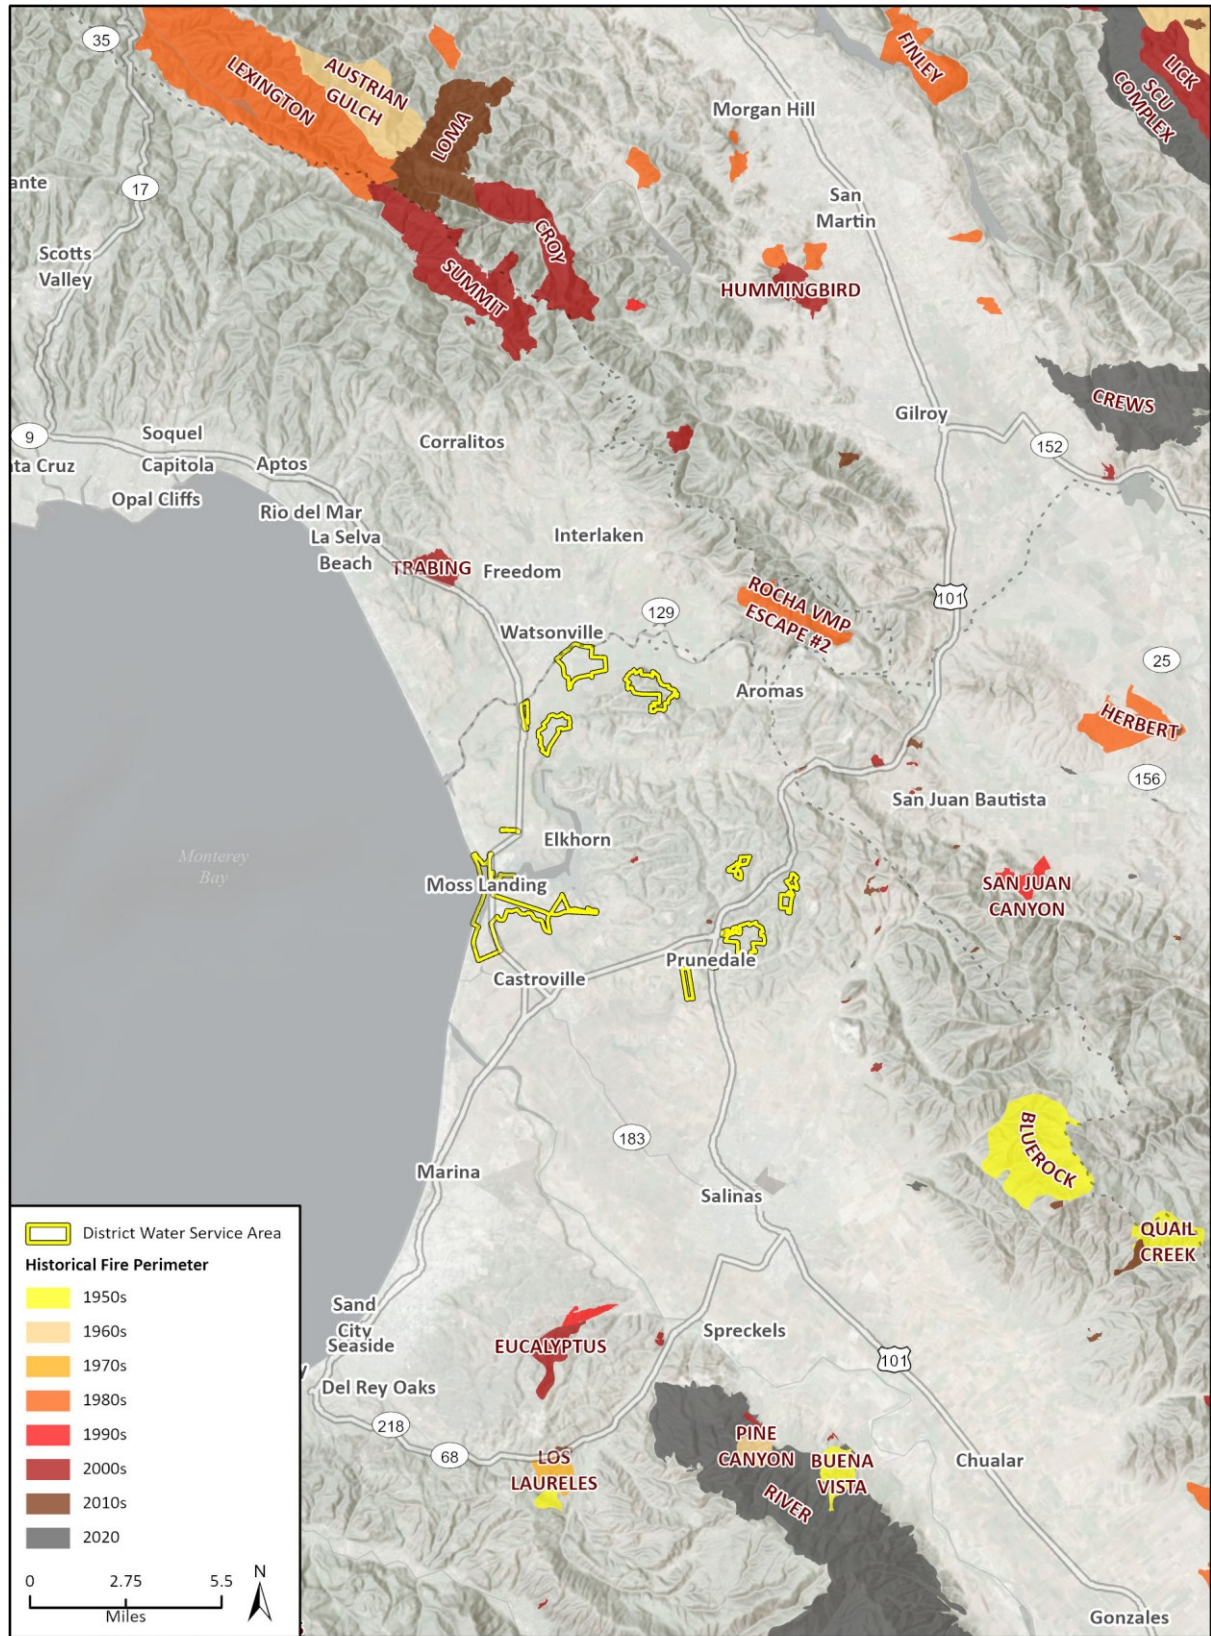 35
AUSTRIAN
GULCH
LEXINGTON
LOMA
FINLEY
LICK
SCU
COMPLEX
Morgan Hill
ante
17
San
Martin
Scotts
Valley
CROY
SUMMIT
HUMMINGBIRD
CREWS
Gilroy
9
Soquel
Corralitos
152
ta Cruz
Capitola
Aptos
Opal Cliffs
Rio del Mar
La Selva
Beach
Interlaken
TRABING
Freedom
ROCHA VMP
ESCAPE #2
101
129
Watsonville
25
Aromas
HERBERT
156
San Juan Bautista
Elkhorn
Monterey
Bay
Moss Landing
SAN JUAN
CANYON
Prunedale
Castroville
BLUEROCK
183
Marina
Salinas
QUAIL
CREEK
Sand
City
Seaside
EUCALYPTUS
Spreckels
101
y
Del Rey Oaks
218
68
LOS
LAURELES
PINE
CANYON
BUENA
VISTA
RIVER
Chualar
Gonzales
District Water Service Area
Historical Fire Perimeter
1950s
1960s
1970s
1980s
1990s
2000s
2010s
2020
0 2.75 5.5
Miles
N